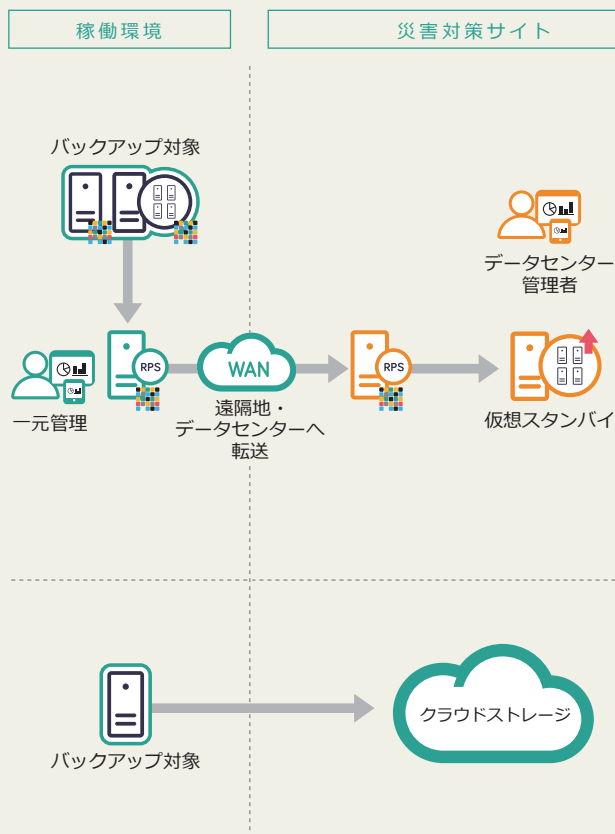 稼働環境
災害対策サイト
バックアップ対象
データセンター
管理者
一元管理
RPS
WAN
遠隔地・
データセンターへ
転送
RPS
仮想スタンバイ
バックアップ対象
クラウドストレージ